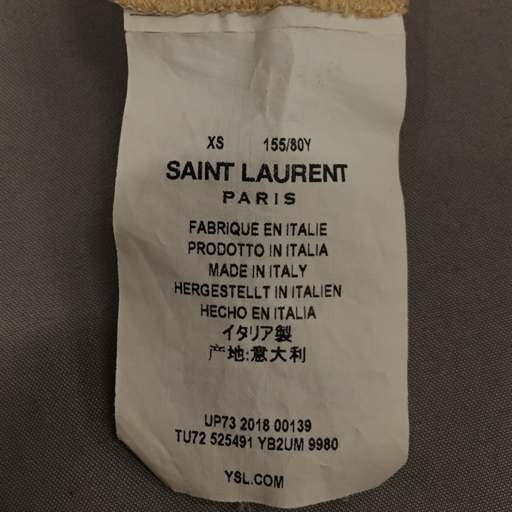 XS 155/80Y
SAINT LAURENT
PARIS
FABRIQUE EN ITALIE
PRODOTTO IN ITALIA
MADE IN ITALY
HERGESTELLT IN ITALIEN
HECHO EN ITALIA
イタリア製
产地:意大利
UP73 2018 00139
TU72 525491 YB2UM 9980
YSL.COM